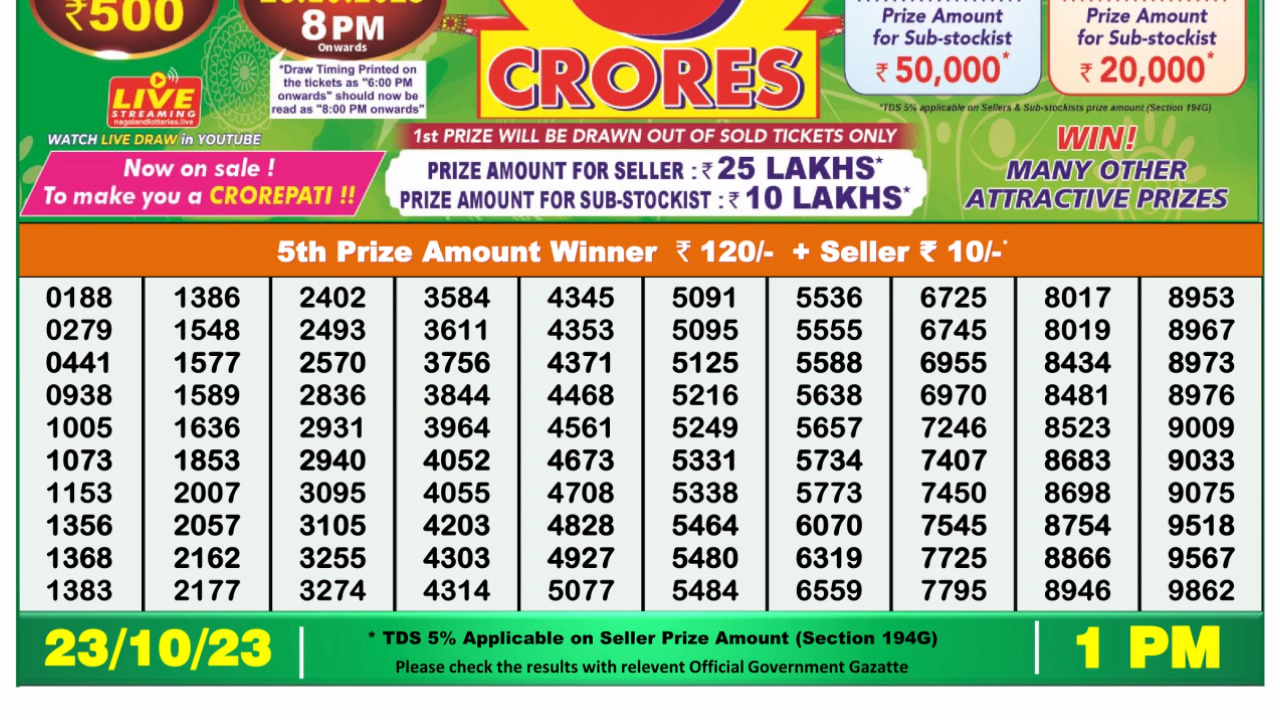 ₹500
8 PM
Onwards
*Draw Timing Printed on
the tickets as "6:00 PM
onwards" should now be
read as "8:00 PM onwards"
LIVE
STREAMING
nagalandlotteries.live
WATCH LIVE DRAW in YOUTUBE
Now on sale !
To make you a CROREPATI !!
CRORES
1st PRIZE WILL BE DRAWN OUT OF SOLD TICKETS ONLY
PRIZE AMOUNT FOR SELLER : ₹ 25 LAKHS*
PRIZE AMOUNT FOR SUB-STOCKIST : ₹ 10 LAKHS*
Prize Amount
for Sub-stockist
₹ 50,000*
Prize Amount
for Sub-stockist
₹ 20,000*
*TDS 5% applicable on Sellers & Sub-stockists prize amount (Section 194G)
WIN!
MANY OTHER
ATTRACTIVE PRIZES
5th Prize Amount Winner ₹ 120/- + Seller ₹ 10/-*
0188 1386 2402 3584 4345 5091 5536 6725 8017 8953
0279 1548 2493 3611 4353 5095 5555 6745 8019 8967
0441 1577 2570 3756 4371 5125 5588 6955 8434 8973
0938 1589 2836 3844 4468 5216 5638 6970 8481 8976
1005 1636 2931 3964 4561 5249 5657 7246 8523 9009
1073 1853 2940 4052 4673 5331 5734 7407 8683 9033
1153 2007 3095 4055 4708 5338 5773 7450 8698 9075
1356 2057 3105 4203 4828 5464 6070 7545 8754 9518
1368 2162 3255 4303 4927 5480 6319 7725 8866 9567
1383 2177 3274 4314 5077 5484 6559 7795 8946 9862
23/10/23
* TDS 5% Applicable on Seller Prize Amount (Section 194G)
Please check the results with relevent Official Government Gazatte
1 PM